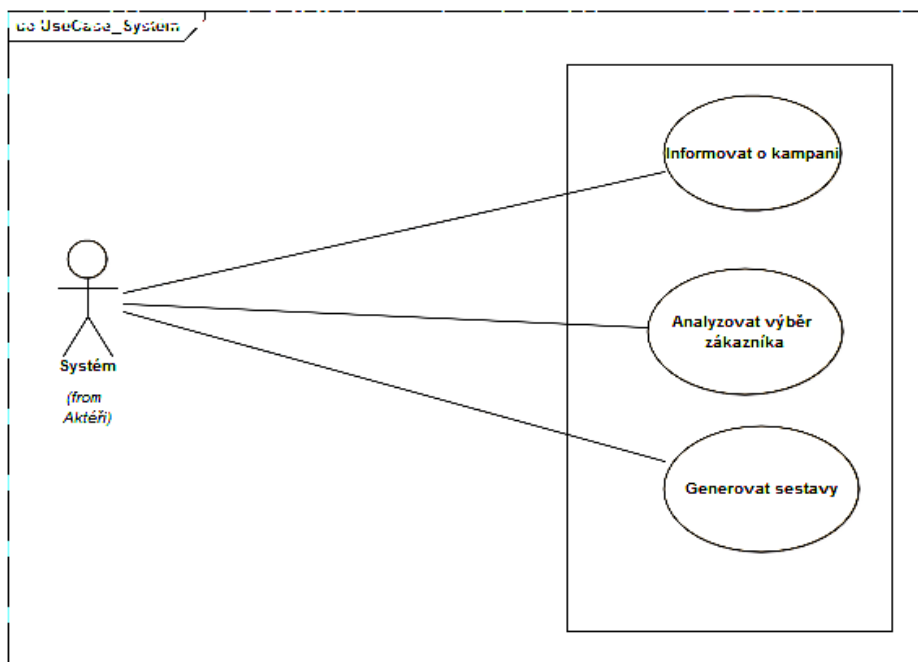 uc UseCase_System
Informovat o kampani
Analyzovat výběr
zákazníka
Generovat sestavy
Systém
(from
Aktéři)